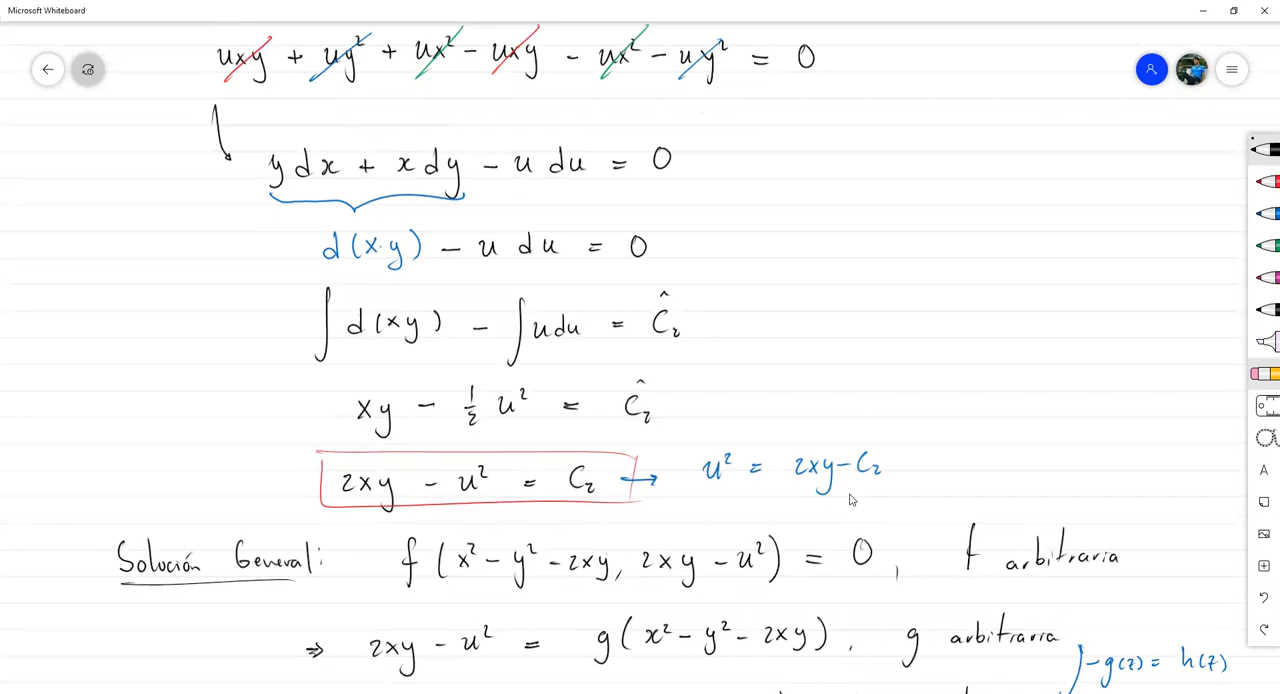 Microsoft Whiteboard
uxy + uy² + ux² - uxy - ux² - uy² = 0
y dx + x dy - u du = 0
d(x·y) - u du = 0
∫ d(xy) - ∫ u du = Ĉ₂
xy - ½ u² = Ĉ₂
2xy - u² = C₂ → u² = 2xy - C₂
Solución General: f(x² - y² - 2xy, 2xy - u²) = 0, f arbitraria
⇒ 2xy - u² = g(x² - y² - 2xy). g arbitraria
-g(z) = h(z)
A